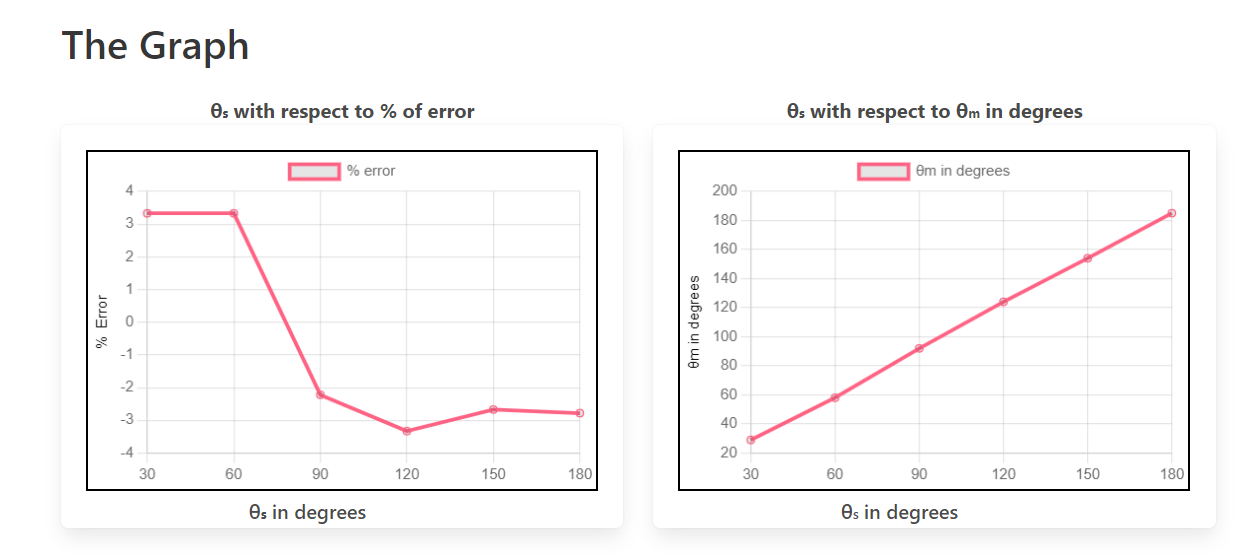 The Graph
θs with respect to % of error
% error
4
3
2
1
0
-1
-2
-3
-4
% Error
30 60 90 120 150 180
θs in degrees
θs with respect to θm in degrees
θm in degrees
200
180
160
140
120
100
80
60
40
20
θm in degrees
30 60 90 120 150 180
θs in degrees